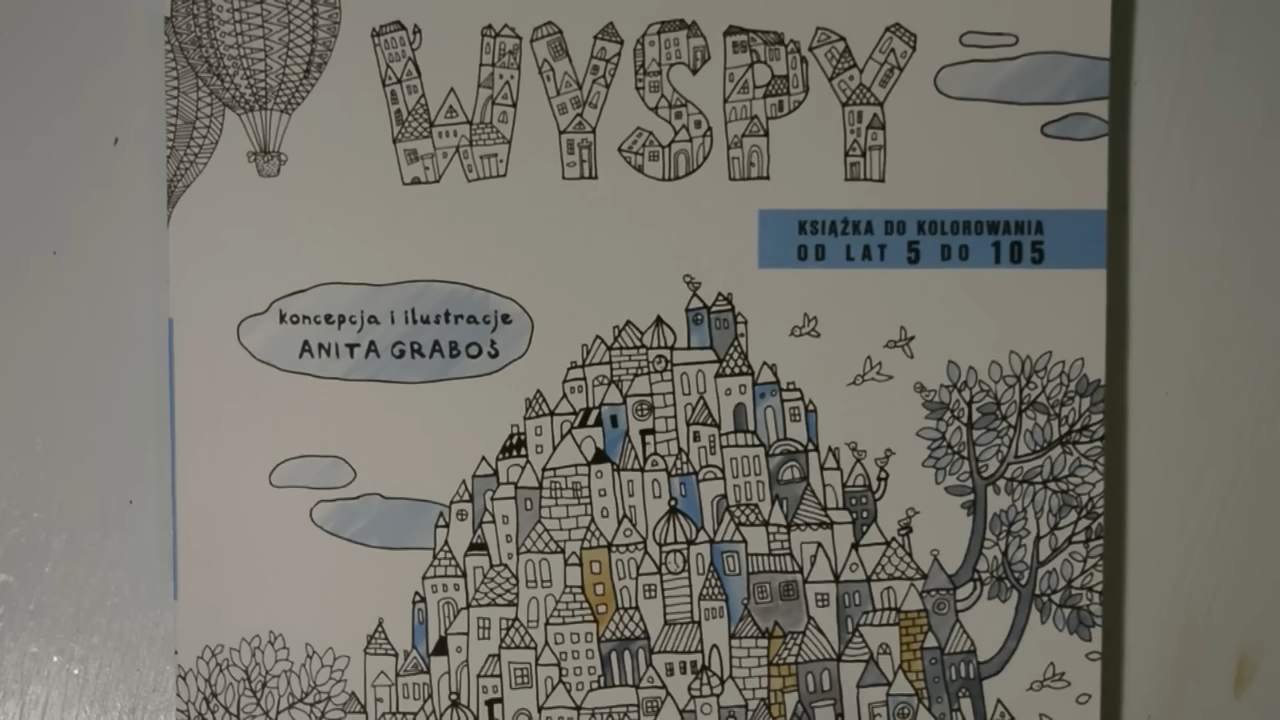 WYSPY
KSIĄŻKA DO KOLOROWANIA
OD LAT 5 DO 105
koncepcja i ilustracje
ANITA GRABOŚ